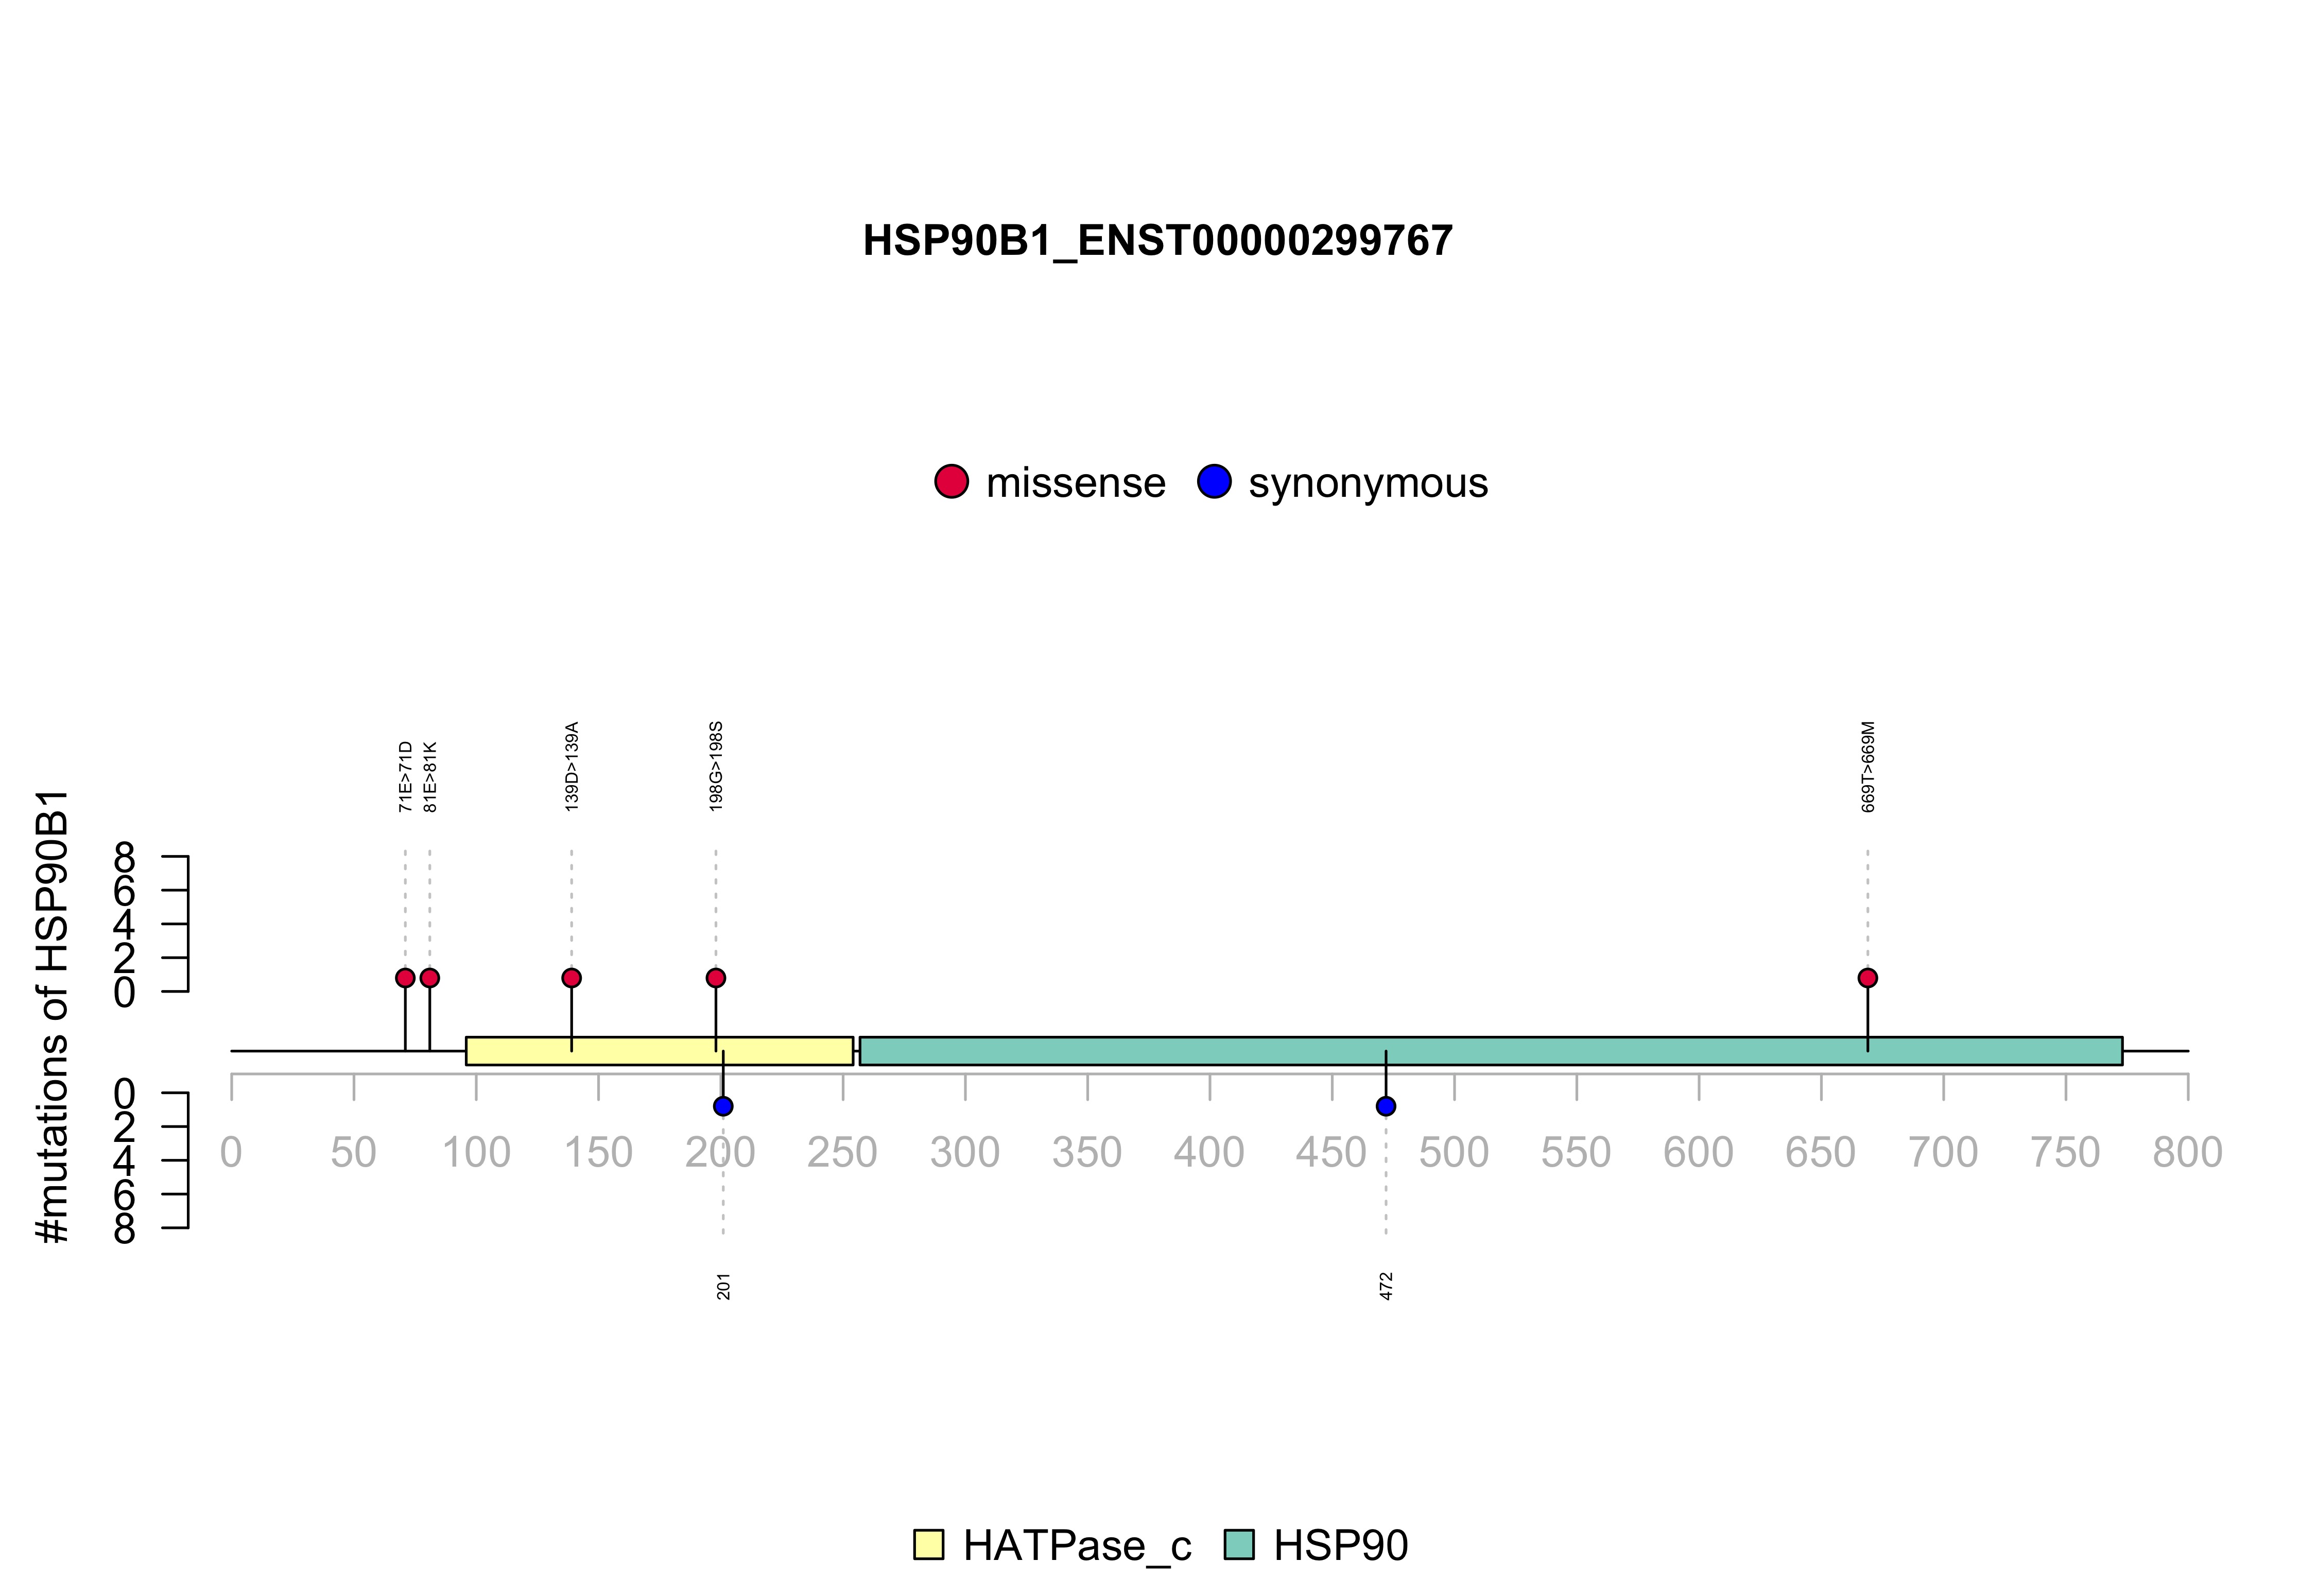 HSP90B1_ENST00000299767
missense synonymous
71E>71D
81E>81K
139D>139A
198G>198S
669T>669M
#mutations of HSP90B1
8
6
4
2
0
0
2
4
6
8
0 50 100 150 200 250 300 350 400 450 500 550 600 650 700 750 800
201
472
HATPase_c HSP90